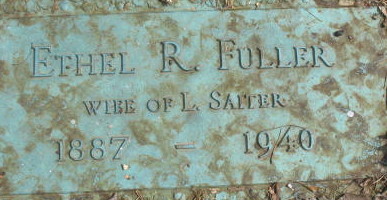 ETHEL R. FULLER
WIFE OF L. SALTER
1887 - 1940